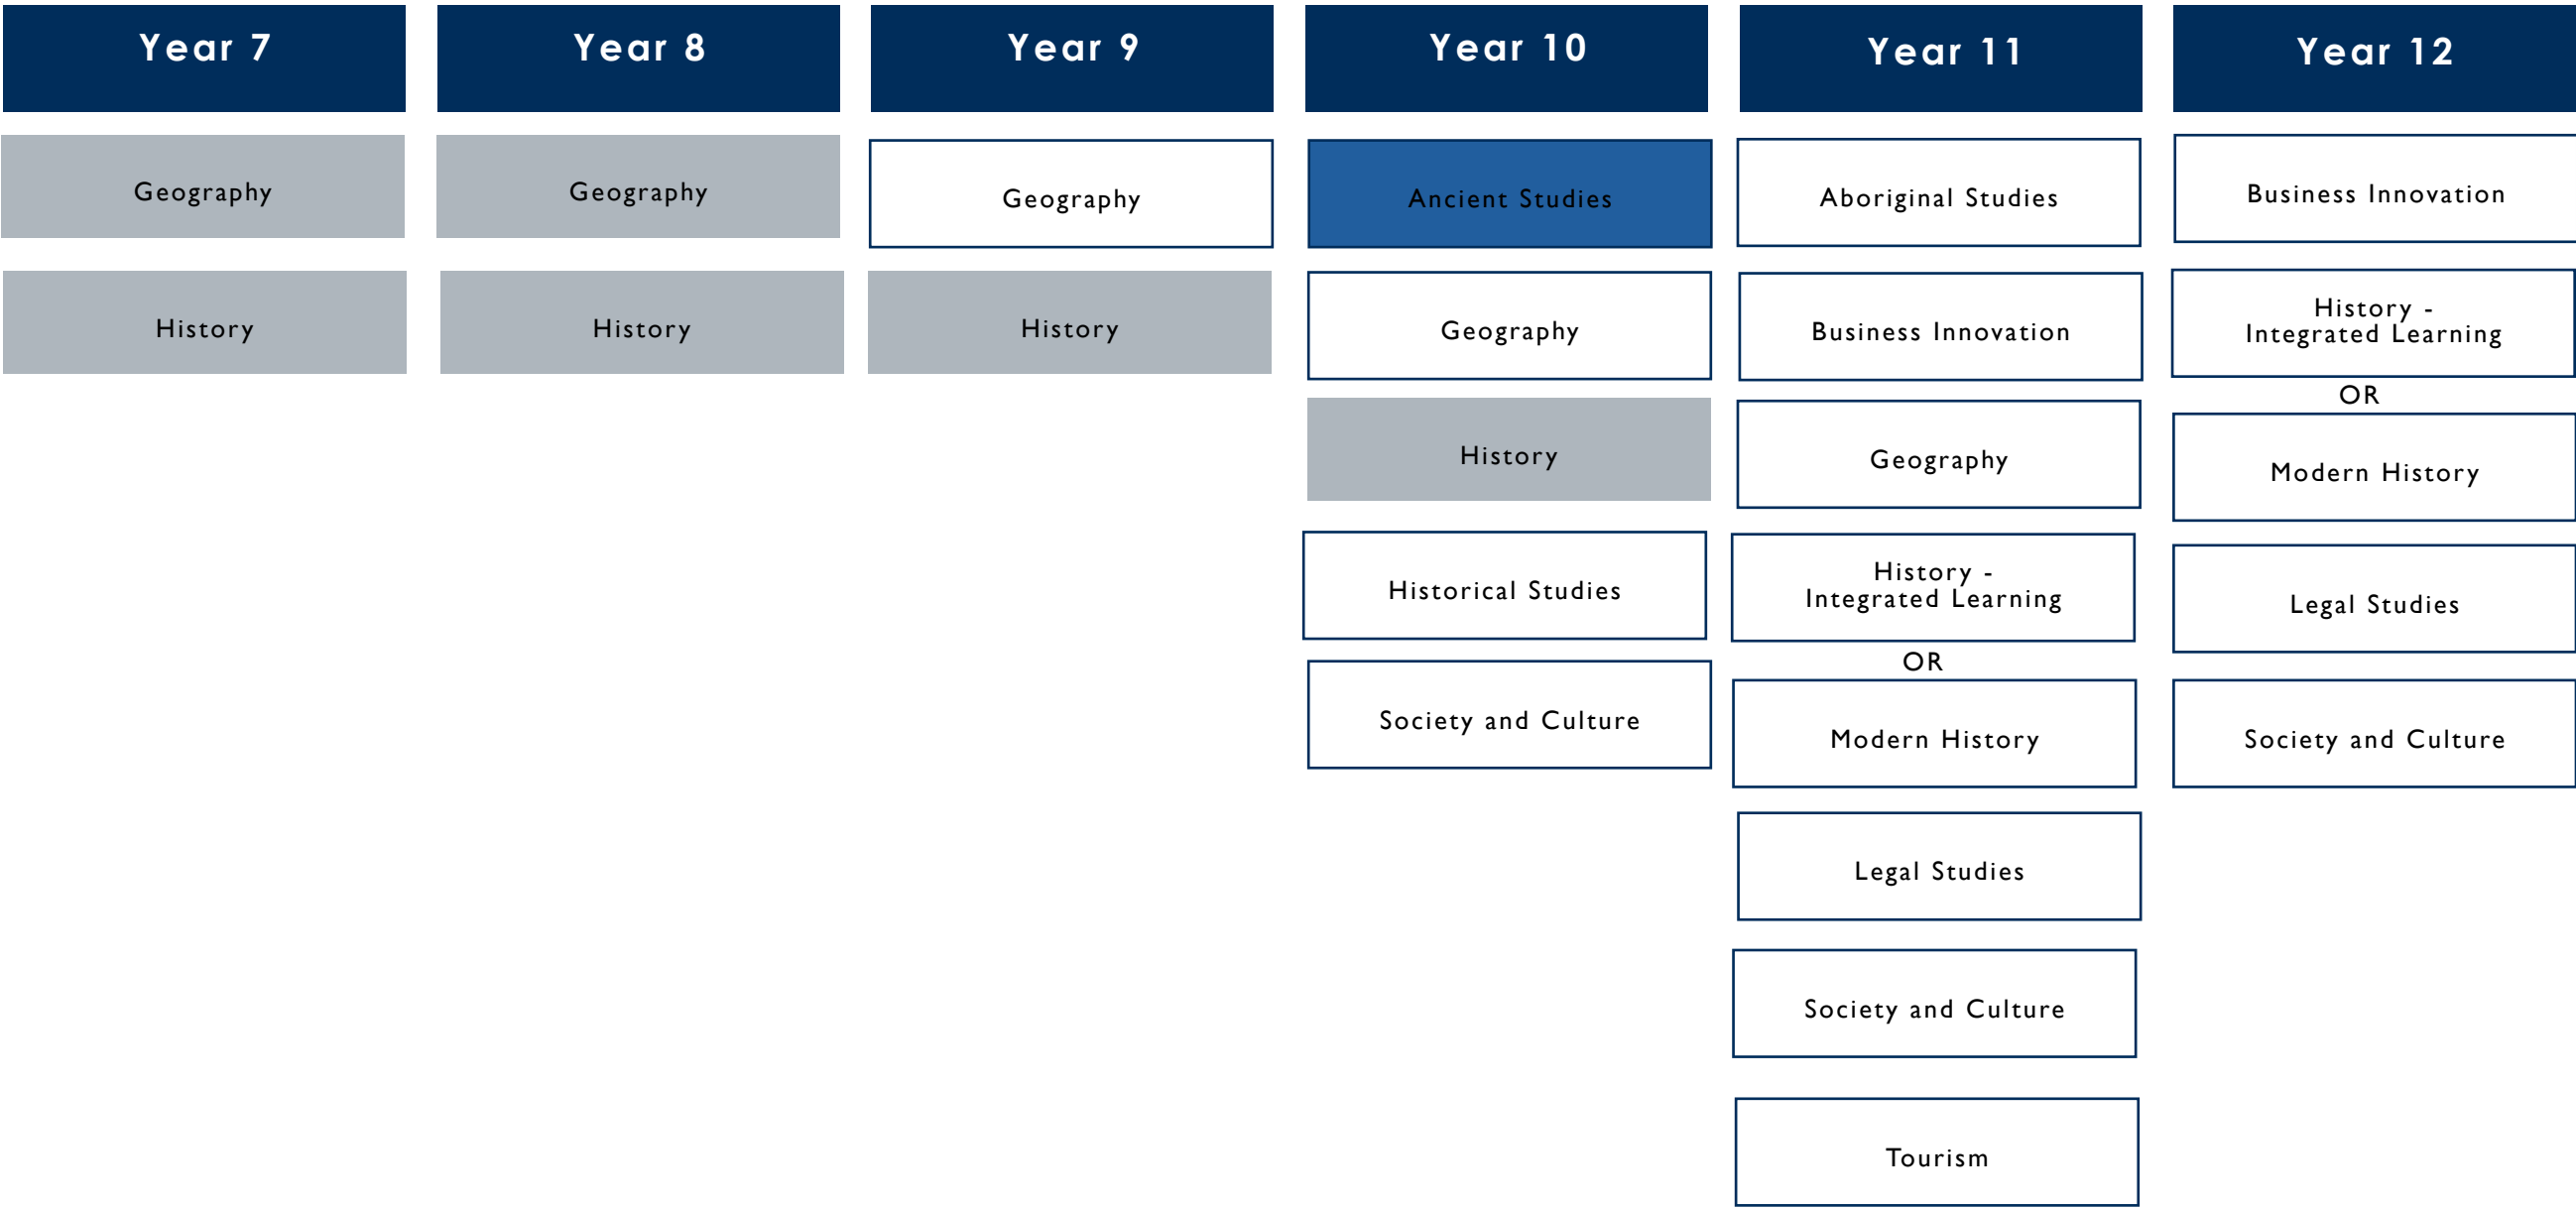 Year 7
Year 8
Year 9
Year 10
Year 11
Year 12
Geography
History
Geography
History
Geography
History
Ancient Studies
Geography
History
Historical Studies
Society and Culture
Aboriginal Studies
Business Innovation
Geography
History -
Integrated Learning
OR
Modern History
Legal Studies
Society and Culture
Tourism
Business Innovation
History -
Integrated Learning
OR
Modern History
Legal Studies
Society and Culture